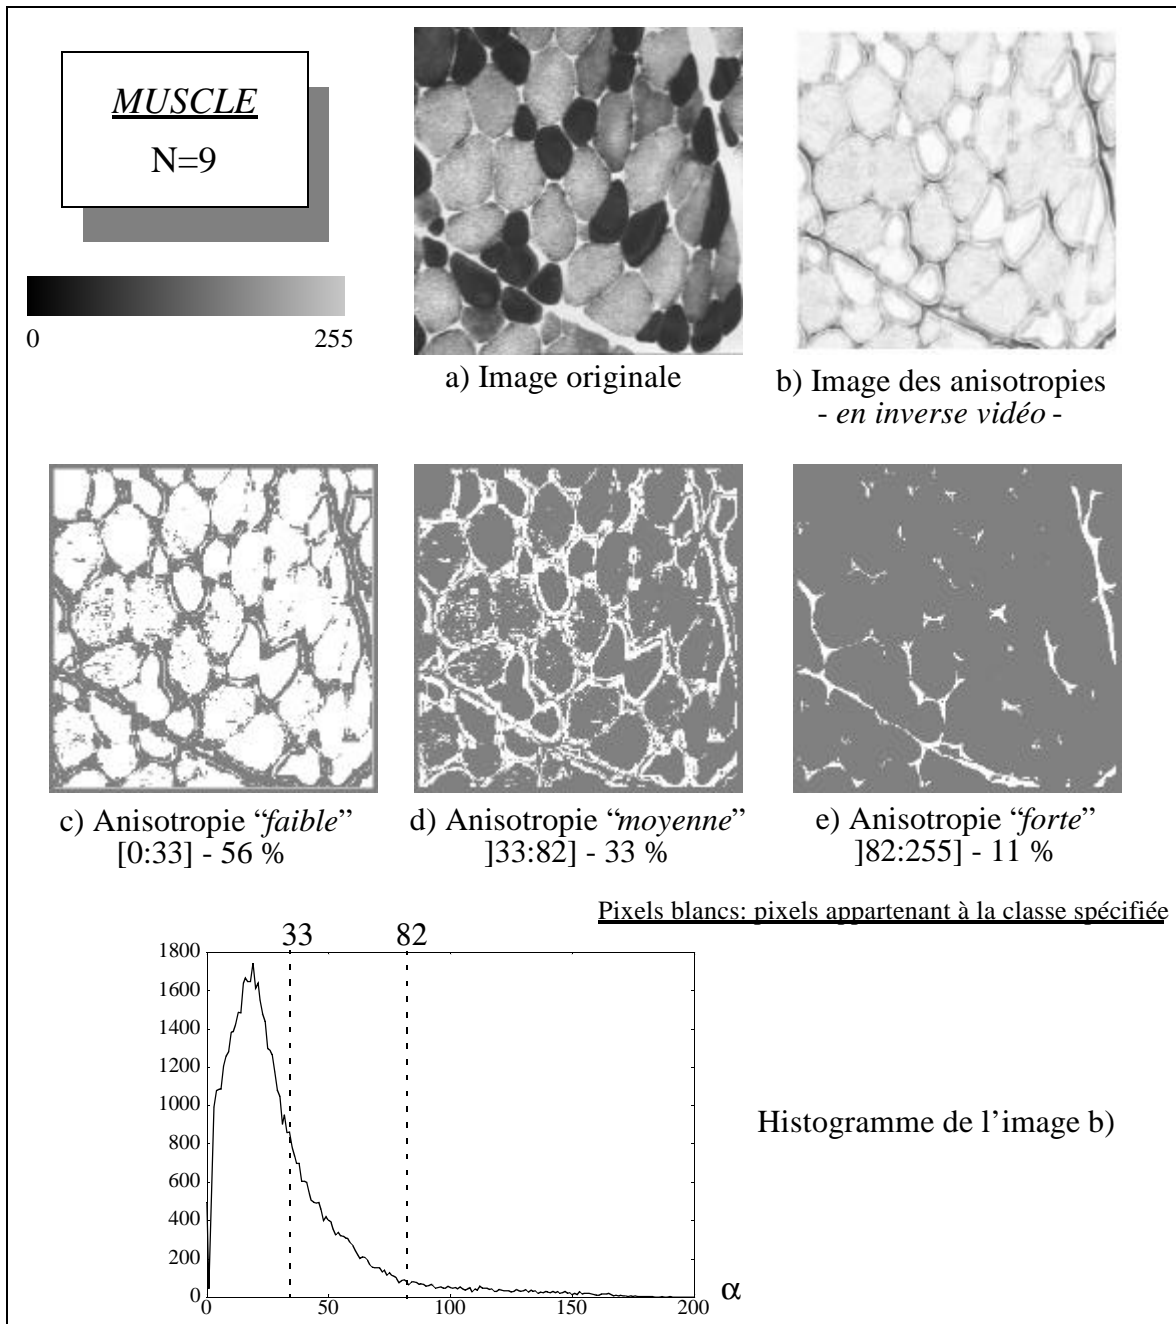 MUSCLE
N=9
0 255
a) Image originale
b) Image des anisotropies
- en inverse vidéo -
c) Anisotropie “faible”
[0:33] - 56 %
d) Anisotropie “moyenne”
]33:82] - 33 %
e) Anisotropie “forte”
]82:255] - 11 %
Pixels blancs: pixels appartenant à la classe spécifiée
33 82
1800
1600
1400
1200
1000
800
600
400
200
0
0 50 100 150 200 α
Histogramme de l’image b)